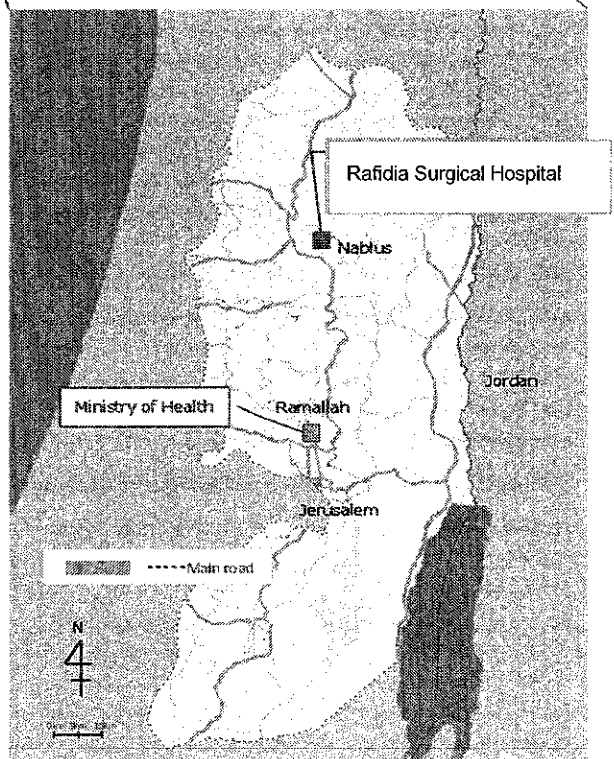 Rafidia Surgical Hospital
Nablus
Jordan
Ministry of Health
Ramallah
Jerusalem
Main road
N